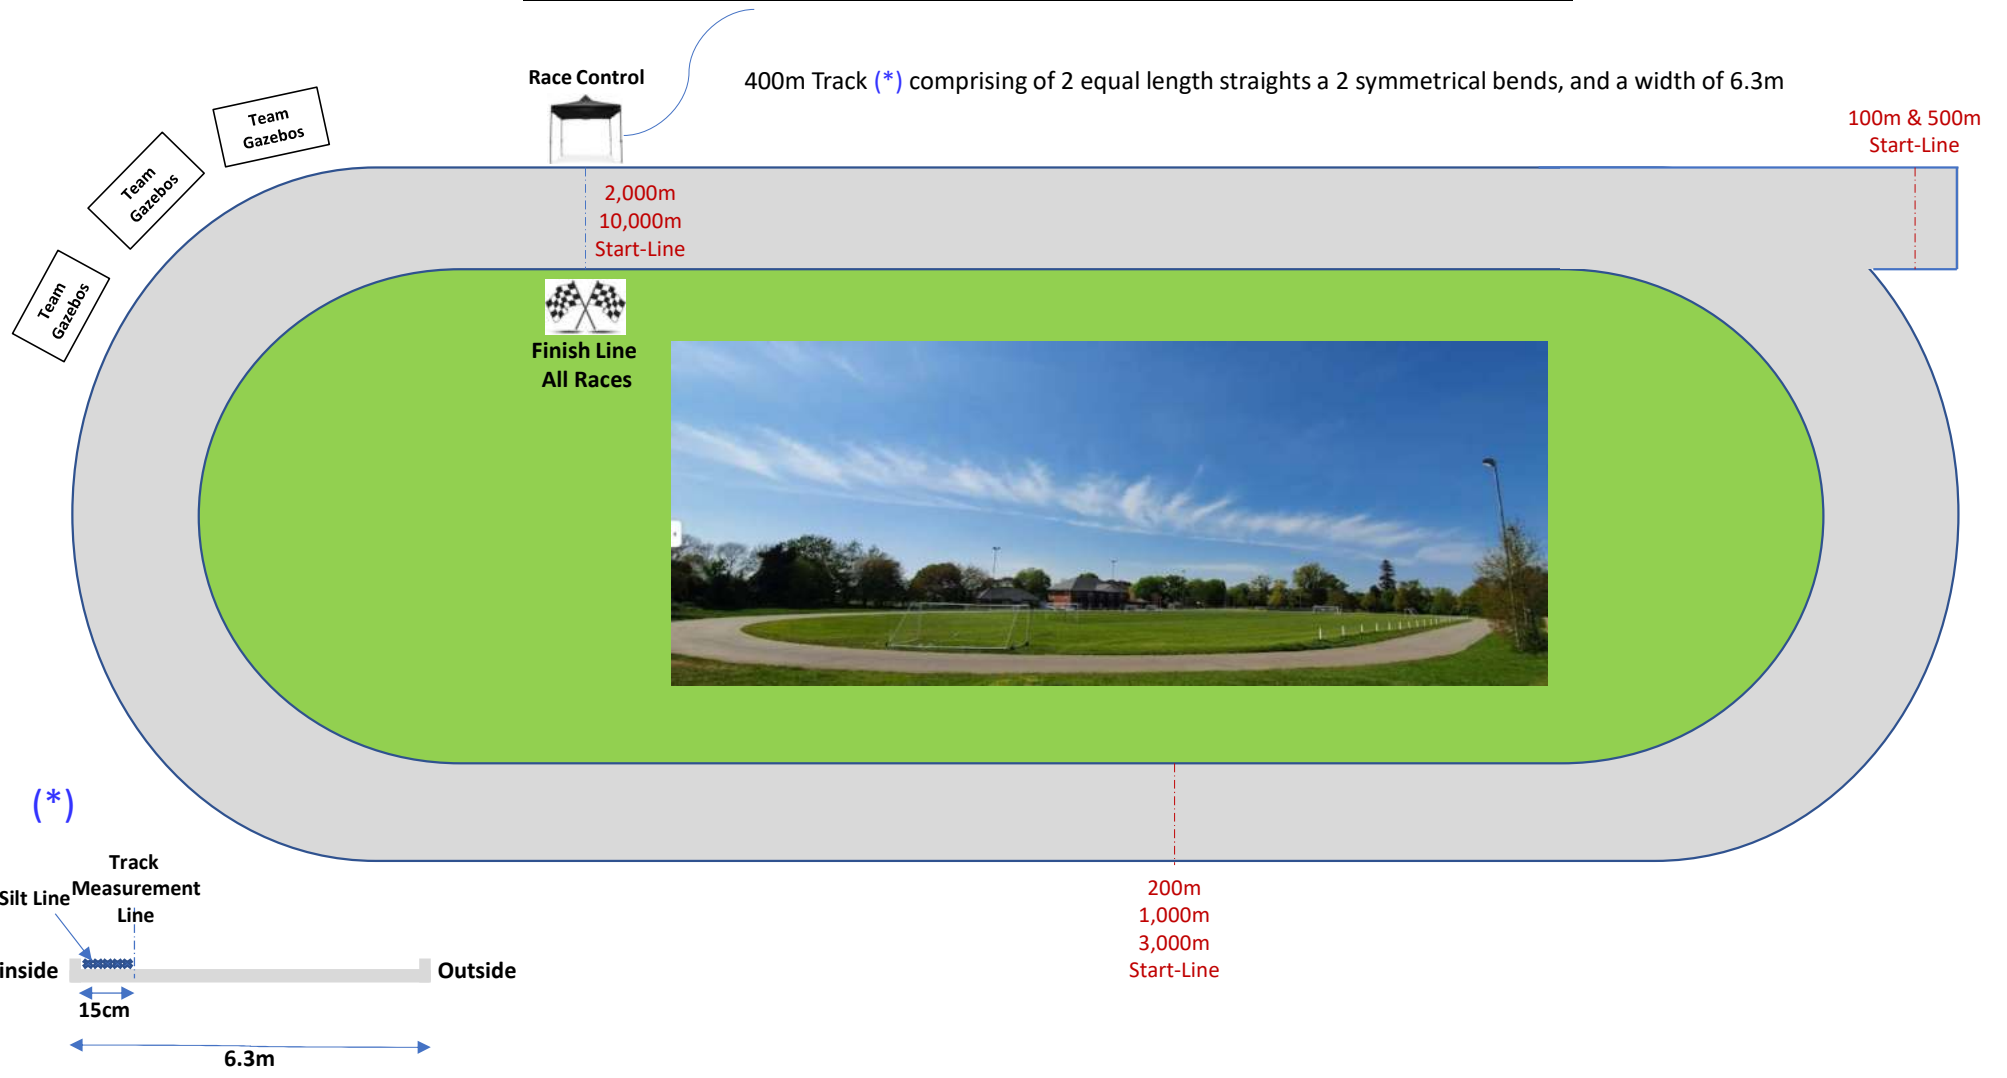 Race Control
400m Track (*) comprising of 2 equal length straights a 2 symmetrical bends, and a width of 6.3m
100m & 500m
Start-Line
Team
Gazebos
Team
Gazebos
Team
Gazebos
2,000m
10,000m
Start-Line
Finish Line
All Races
(*)
Track
Measurement
Line
Silt Line
inside
Outside
15cm
6.3m
200m
1,000m
3,000m
Start-Line